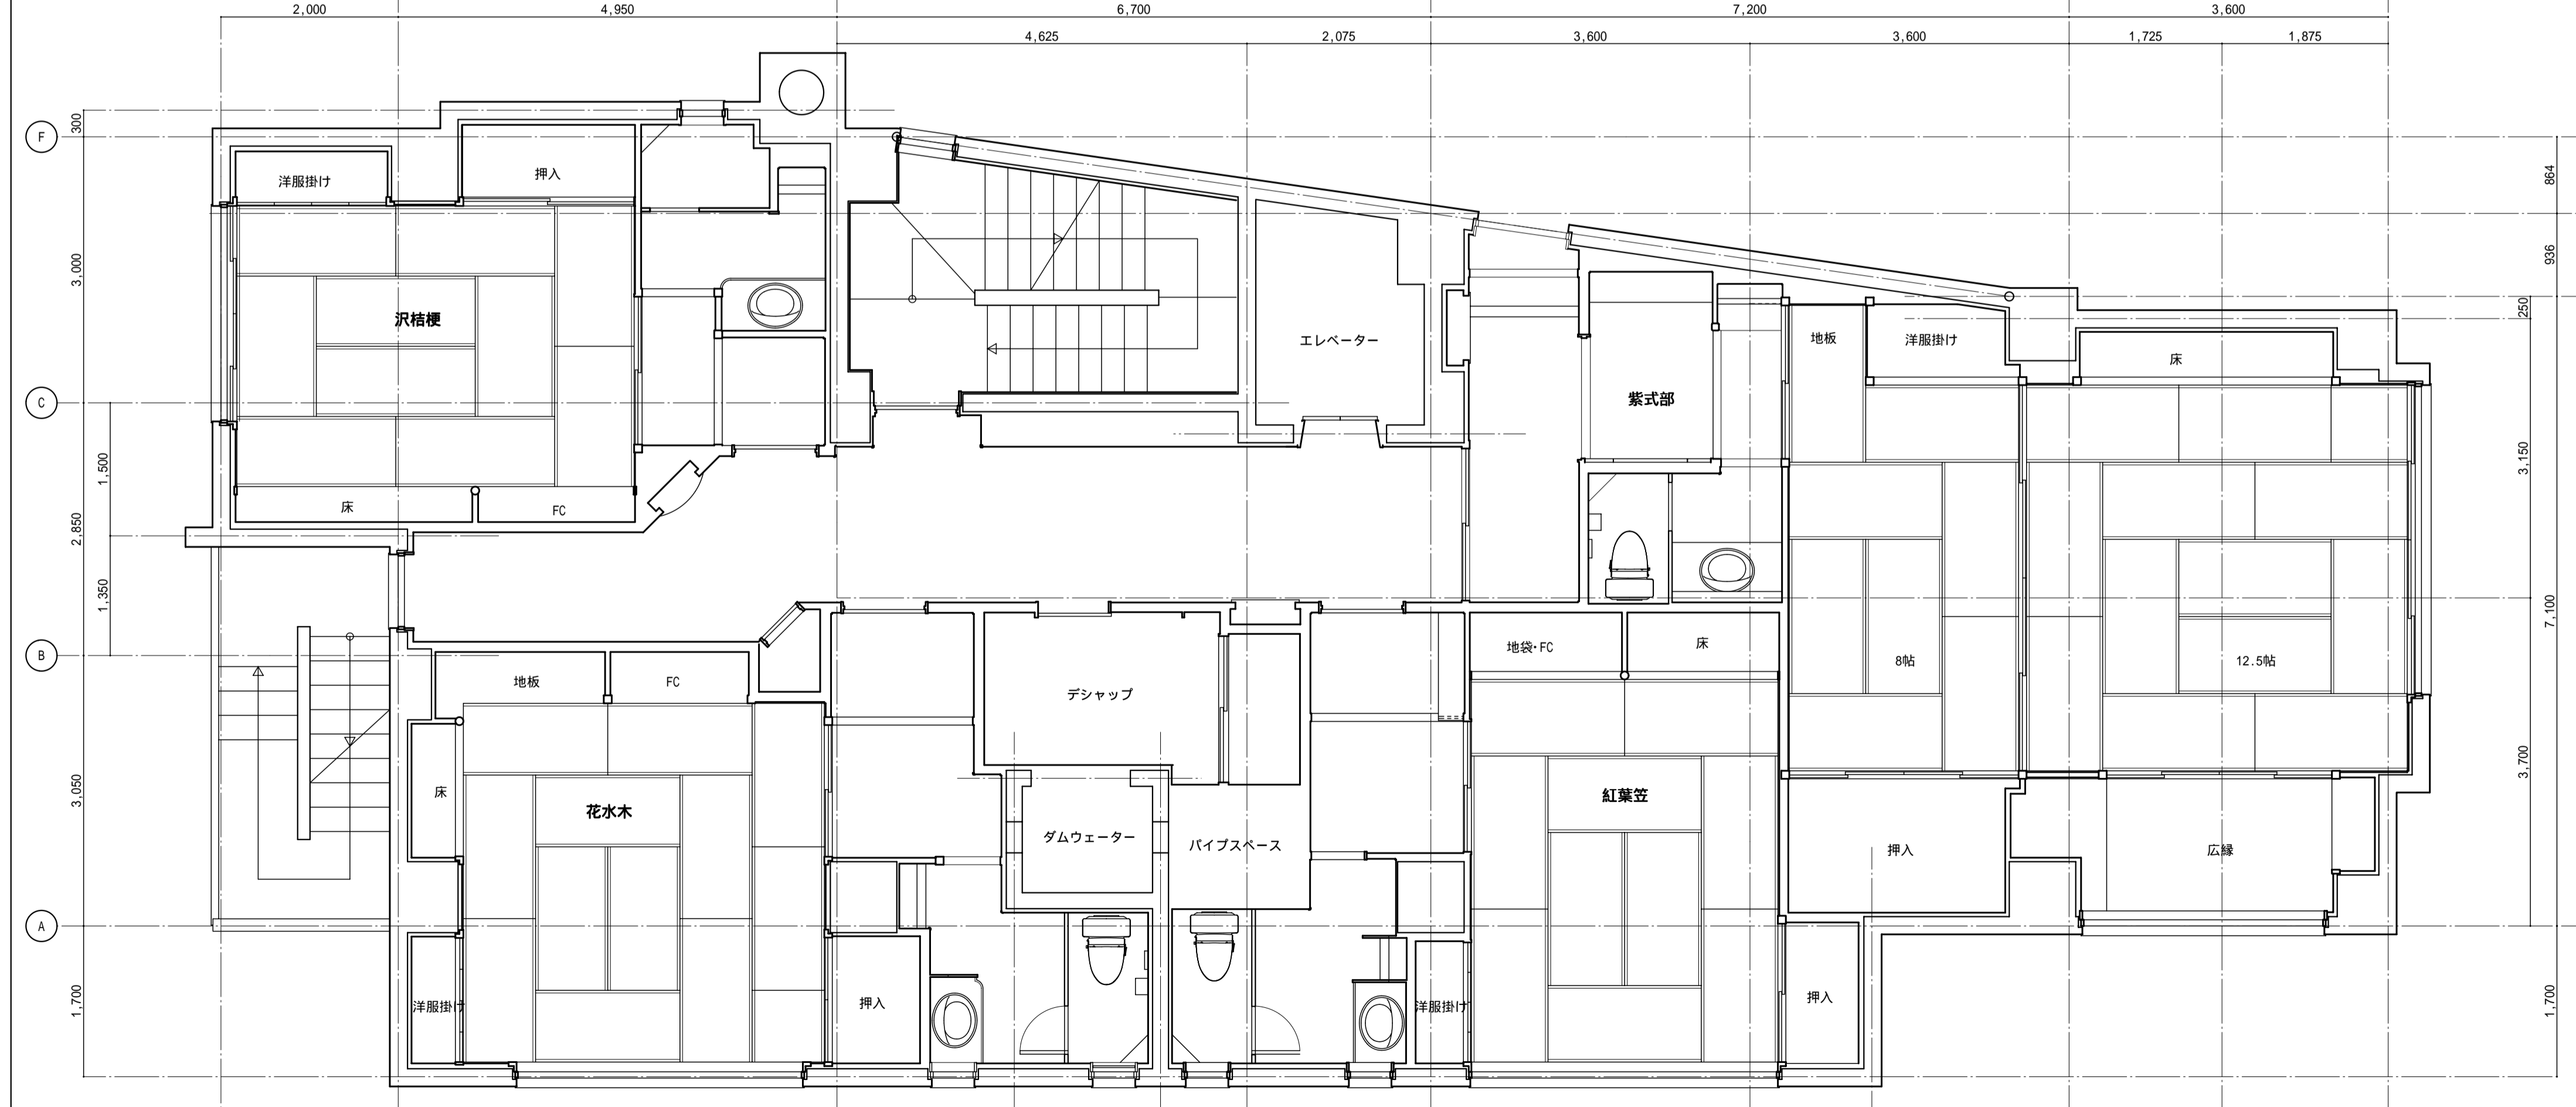 2,000 4,950 6,700 7,200 3,600
4,625 2,075 3,600 3,600 1,725 1,875
F
300
864
洋服掛け
押入
3,000
936
250
沢桔梗
エレベーター
地板
洋服掛け
床
C
紫式部
1,500
3,150
床
FC
2,850
1,350
7,100
B
地袋・FC
床
8帖
12.5帖
地板
FC
デシャップ
3,050
床
花水木
紅葉笠
3,700
ダムウェーター
パイプスペース
押入
広縁
A
1,700
洋服掛け
押入
洋服掛け
押入
1,700